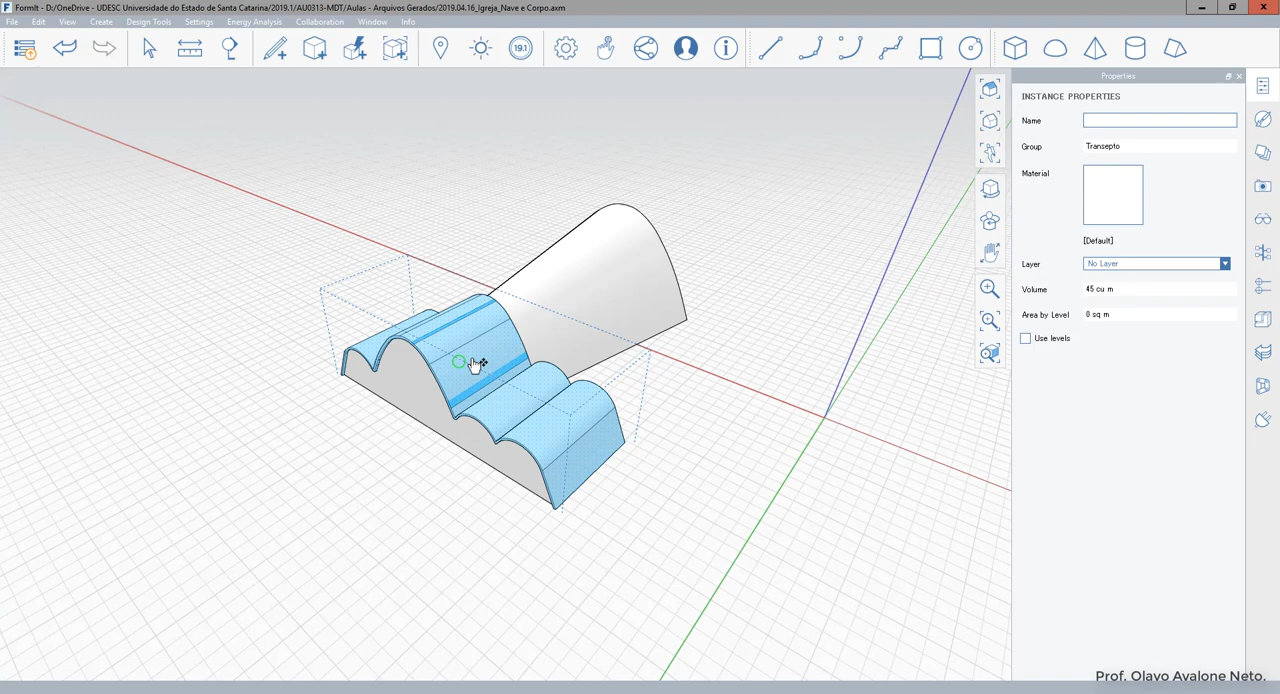 FormIt - D:/OneDrive - UDESC Universidade do Estado de Santa Catarina/2019.1/AU0313-MDT/Aulas - Arquivos Gerados/2019.04.16_Igreja_Nave e Corpo.axm
File Edit View Create Design Tools Settings Energy Analysis Collaboration Window Info
19.1
Properties
INSTANCE PROPERTIES
Name
Group Transepto
Material
[Default]
Layer No Layer
Volume 45 cu m
Area by Level 0 sq m
Use levels
Prof. Olavo Avalone Neto.